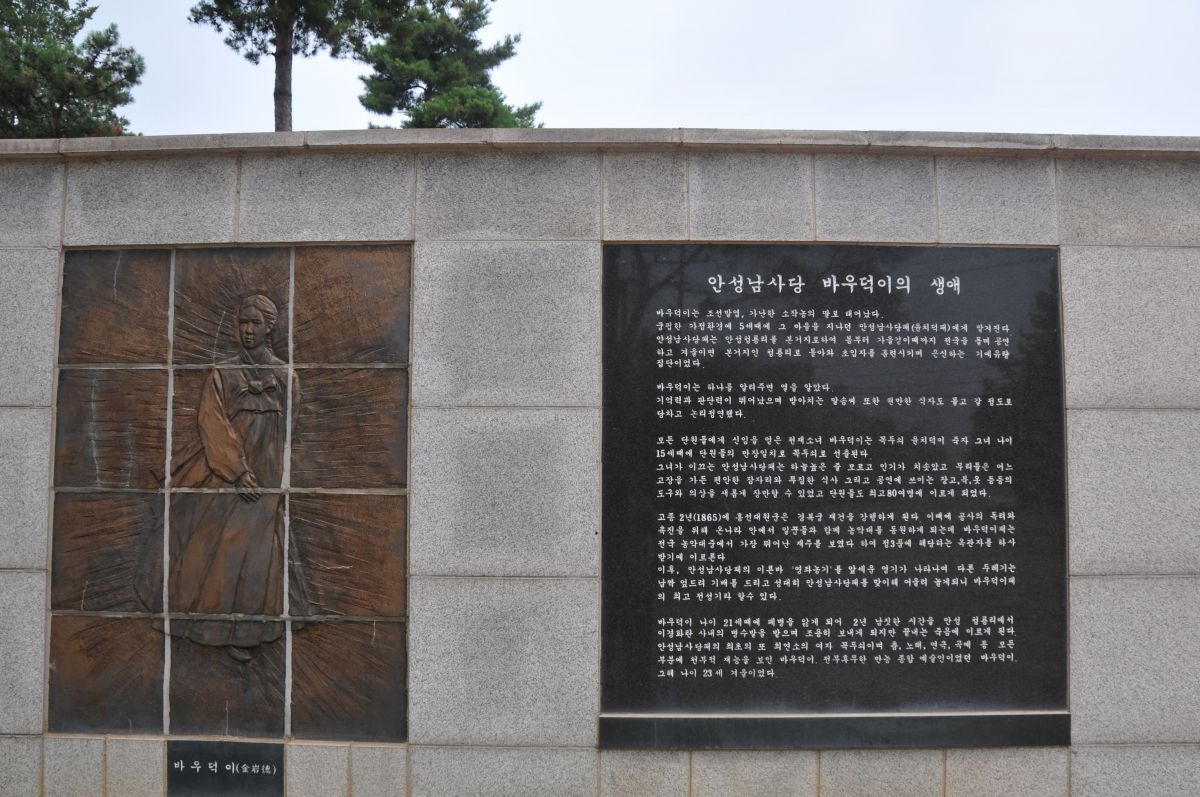 안성남사당 바우덕이의 생애
바우덕이는 조선말엽, 가난한 소작농의 딸로 태어났다.
궁핍한 가정환경에 5세때에 그 마을을 지나던 안성남사당패(윤치덕패)에게 맡겨진다
안성남사당패는 안성청룡리를 본거지로하여 봄부터 가을걷이때까지 전국을 돌며 공연
하고 겨울이면 본거지인 청룡리로 돌아와 초입자를 훈련시키며 은신하는 기예유랑
집단이었다.
바우덕이는 하나를 알려주면 열을 알았다.
기억력과 판단력이 뛰어났으며 받아치는 말솜씨 또한 웬만한 식자도 울고 갈 정도로
당차고 논리정연했다.
모든 단원들에게 신임을 얻은 천재소녀 바우덕이는 꼭두쇠 윤치덕이 죽자 그녀 나이
15세때에 단원들의 만장일치로 꼭두쇠로 선출된다.
그녀가 이끄는 안성남사당패는 하늘높은 줄 모르고 인기가 치솟았고 무리들은 어느
고장을 가든 편안한 잠자리와 푸짐한 식사 그리고 공연에 쓰이는 장고,북,옷 등등의
도구와 의상을 새롭게 장만할 수 있었고 단원들도 최고80여명에 이르게 되었다.
고종 2년(1865)에 흥선대원군은 경복궁 재건을 강행하게 된다. 이때에 공사의 독려와
촉진을 위해 온나라 안에서 일꾼들과 함께 농악대를 동원하게 되는데 바우덕이패는
전국 농악대중에서 가장 뛰어난 재주를 보였다 하여 정3품에 해당하는 옥관자를 하사
받기에 이르른다
이후, 안성남사당패의 이른바 '영좌농기'를 앞세운 영기가 나타나며 다른 두레기는
납짝 엎드려 기배를 드리고 성대히 안성남사당패를 맞이해 어울려 놀게되니 바우덕이패
의 최고 전성기라 할수 있다.
바우덕이 나이 21세때에 폐병을 앓게 되어 2년 남짓한 시간을 안성 청룡리에서
이경화란 사내의 병수발을 받으며 조용히 보내게 되지만 끝내는 죽음에 이르게 된다.
안성남사당패의 최초의 또 최연소의 여자 꼭두쇠이며 춤, 노래, 연극, 곡예 등 모든
부분에 천부적 재능을 보인 바우덕이. 전무후무한 만능 종합 예술인이었던 바우덕이.
그때 나이 23세 겨울이었다.
바우덕이(金岩德)